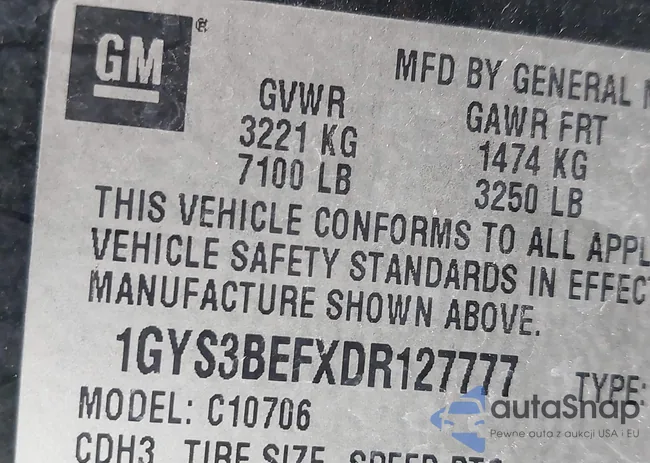 GM®
MFD BY GENERAL
GVWR
GAWR FRT
3221 KG
1474 KG
7100 LB
3250 LB
THIS VEHICLE CONFORMS TO ALL APPL
VEHICLE SAFETY STANDARDS IN EFFEC
MANUFACTURE SHOWN ABOVE.
1GYS3BEFXDR127777
TYPE:
MODEL: C10706
autaSnap
Pewne auta z aukcji USA i EU
CDH3 TIRE SIZE SPEED